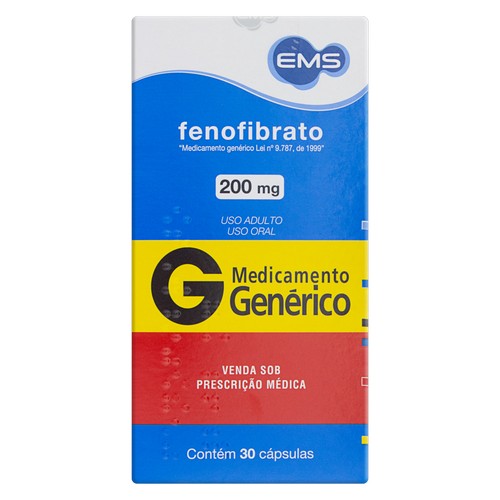 EMS
fenofibrato
"Medicamento genérico Lei nº 9.787, de 1999"
200 mg
USO ADULTO
USO ORAL
G Medicamento
Genérico
VENDA SOB
PRESCRIÇÃO MÉDICA
Contém 30 cápsulas